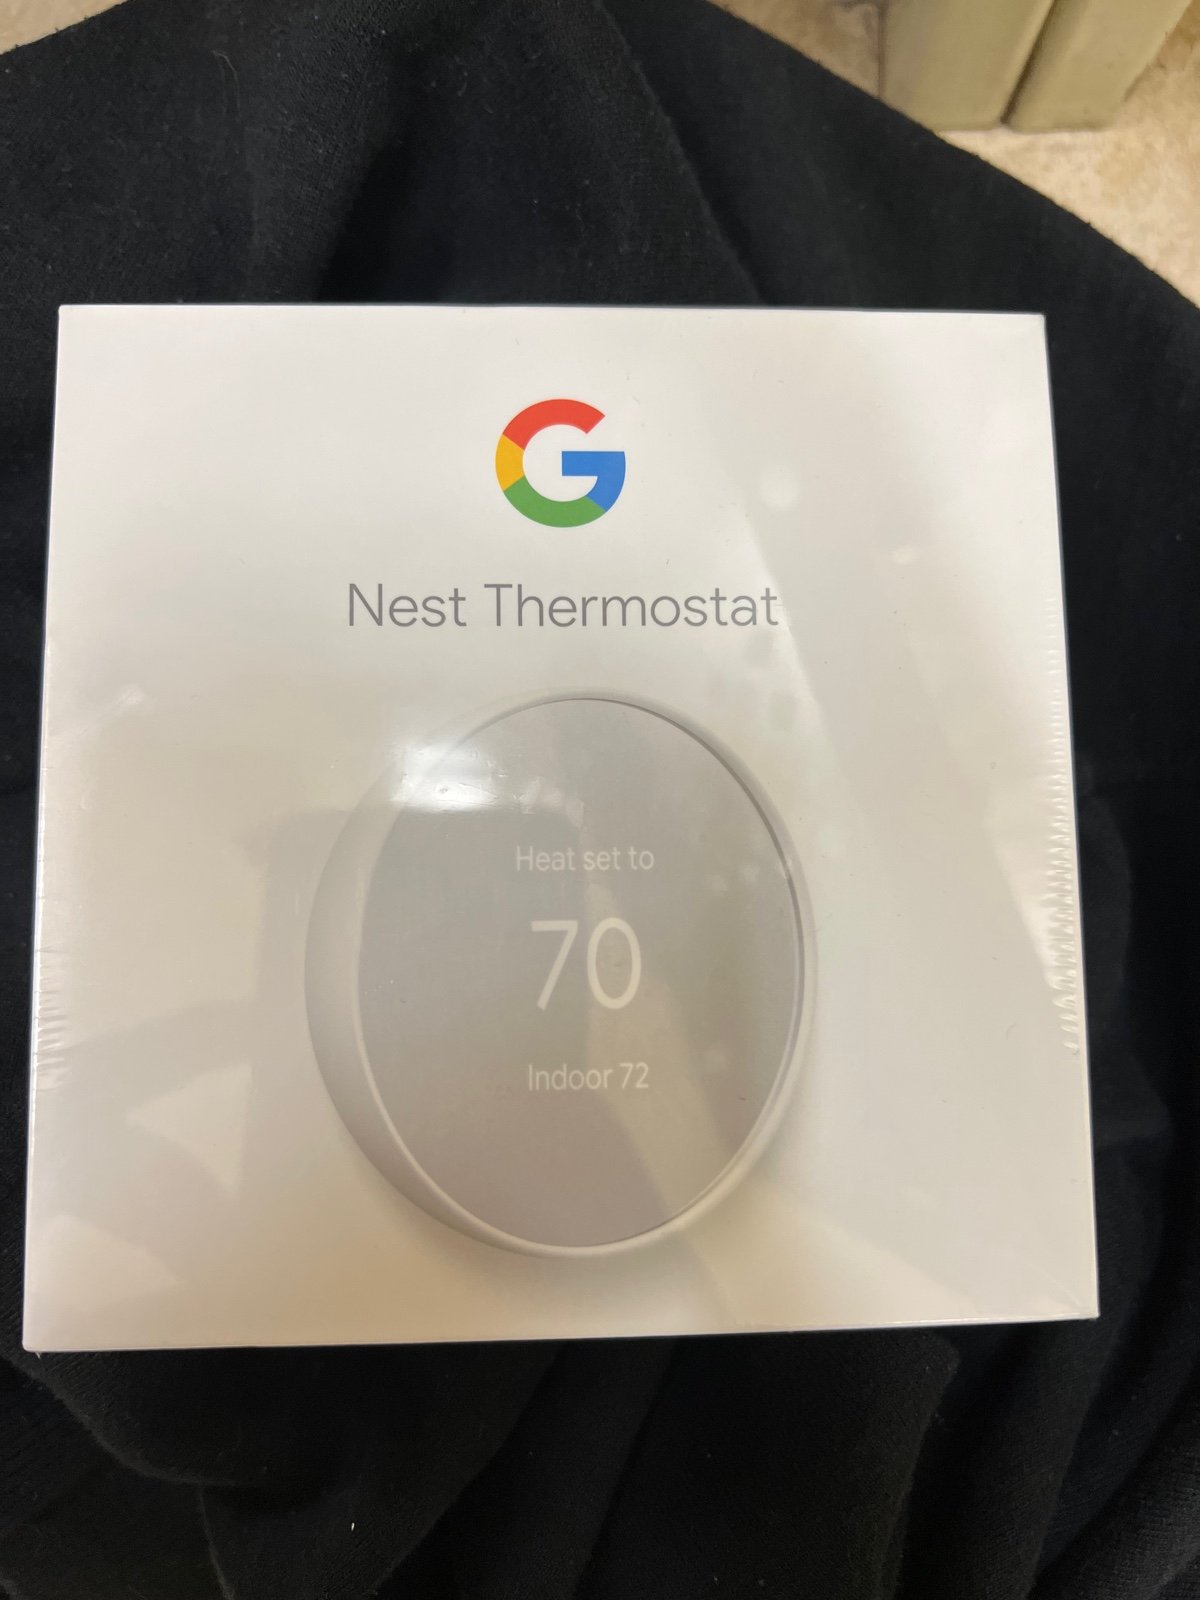 Nest Thermostat
Heat set to
70
Indoor 72